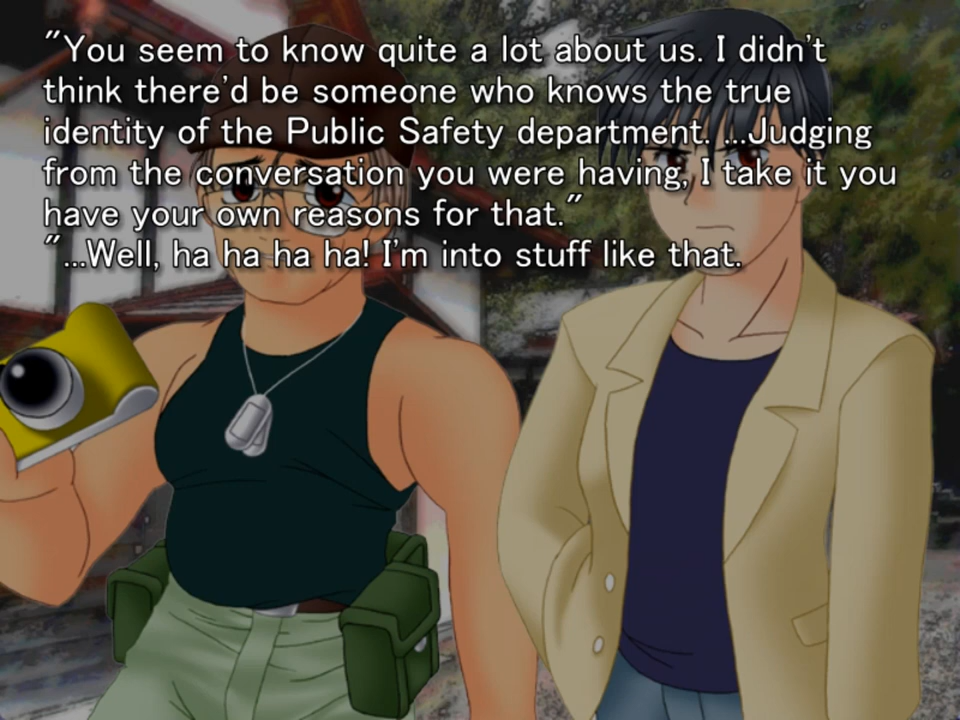 "You seem to know quite a lot about us. I didn't
think there'd be someone who knows the true
identity of the Public Safety department. ...Judging
from the conversation you were having, I take it you
have your own reasons for that."
"...Well, ha ha ha ha! I'm into stuff like that.